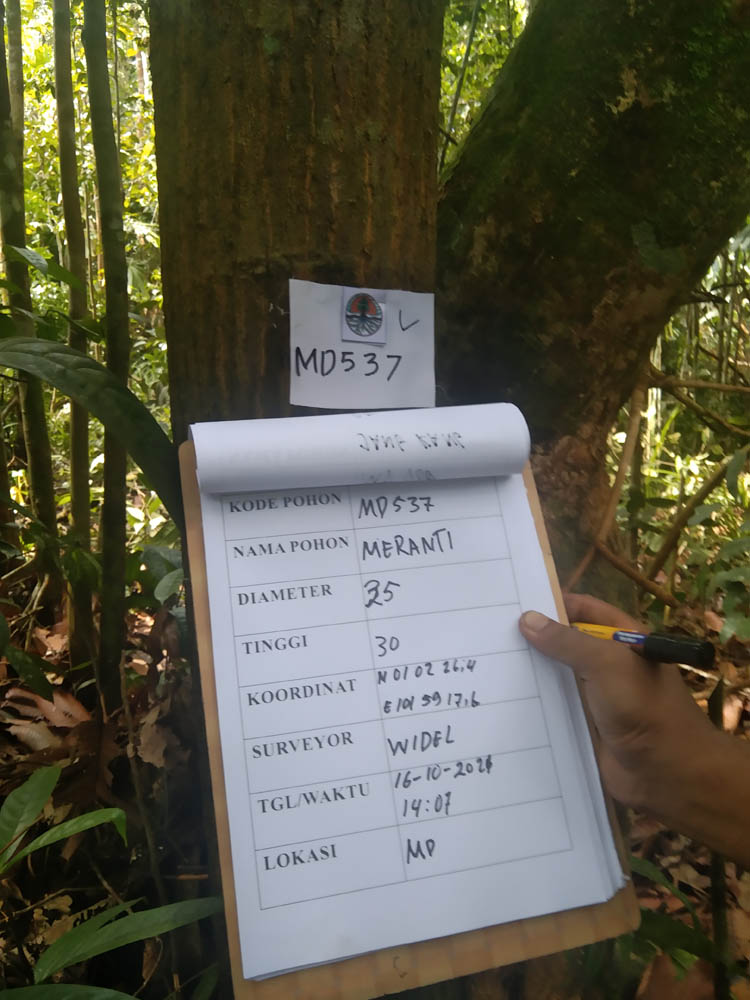 MD537
KODE POHON MD537
NAMA POHON MERANTI
DIAMETER 35
TINGGI 30
KOORDINAT N 01 02 26,4
E 101 59 17,6
SURVEYOR WIDEL
TGL/WAKTU 16-10-2021
14:07
LOKASI MD